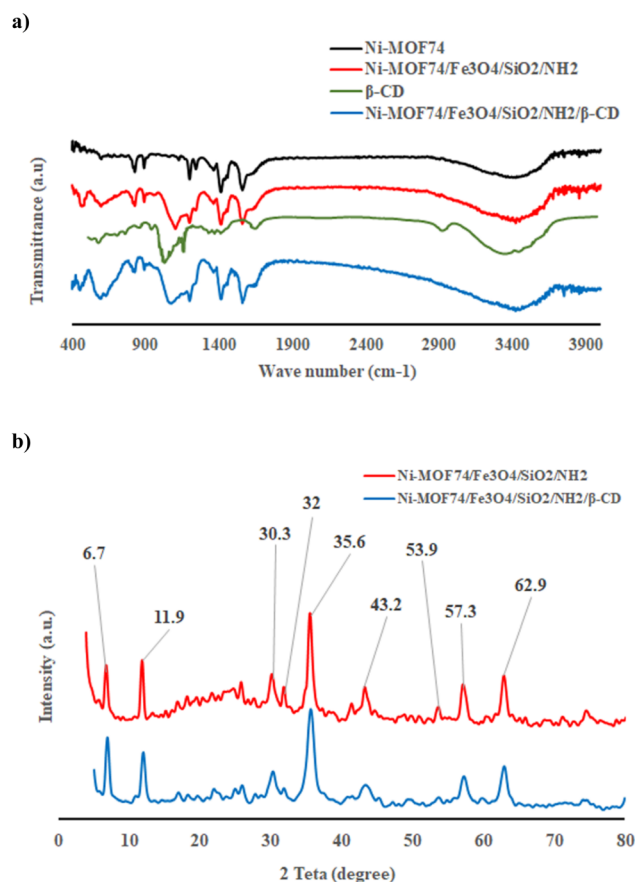 a)
Ni-MOF74
Ni-MOF74/Fe3O4/SiO2/NH2
β-CD
Ni-MOF74/Fe3O4/SiO2/NH2/β-CD
Transmittance (a.u)
400 900 1400 1900 2400 2900 3400 3900
Wave number (cm-1)
b)
Ni-MOF74/Fe3O4/SiO2/NH2
Ni-MOF74/Fe3O4/SiO2/NH2/β-CD
32
30.3
35.6
53.9
6.7
62.9
43.2
57.3
11.9
Intensity (a.u.)
0 10 20 30 40 50 60 70 80
2 Teta (degree)